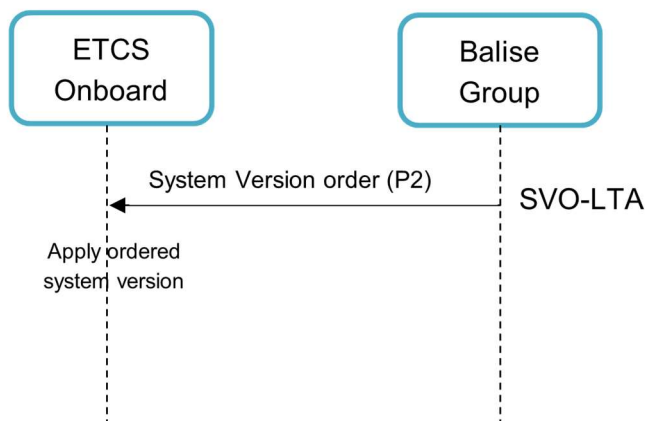 ETCS
Onboard
Balise
Group
System Version order (P2)
SVO-LTA
Apply ordered
system version